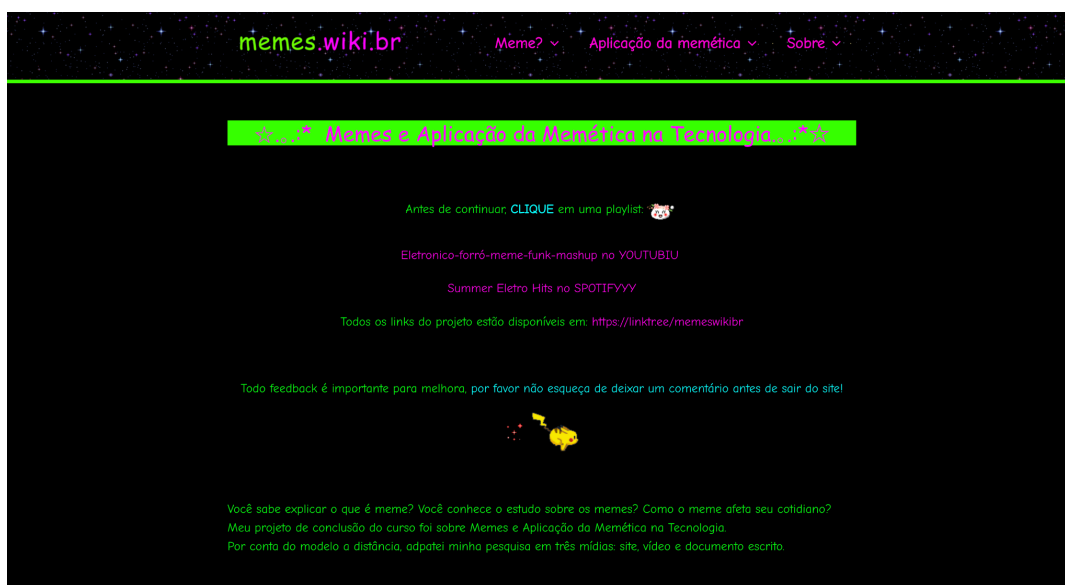 memes.wiki.br
Meme? Aplicação da memética Sobre
☆.。.:* Memes e Aplicação da Memética na Tecnologia.。.:*☆
Antes de continuar, CLIQUE em uma playlist:
Eletronico-forró-meme-funk-mashup no YOUTUBIU
Summer Eletro Hits no SPOTIFYYY
Todos os links do projeto estão disponíveis em: https://linktr.ee/memeswikibr
Todo feedback é importante para melhora, por favor não esqueça de deixar um comentário antes de sair do site!
Você sabe explicar o que é meme? Você conhece o estudo sobre os memes? Como o meme afeta seu cotidiano?
Meu projeto de conclusão do curso foi sobre Memes e Aplicação da Memética na Tecnologia.
Por conta do modelo a distância, adpatei minha pesquisa em três mídias: site, vídeo e documento escrito.